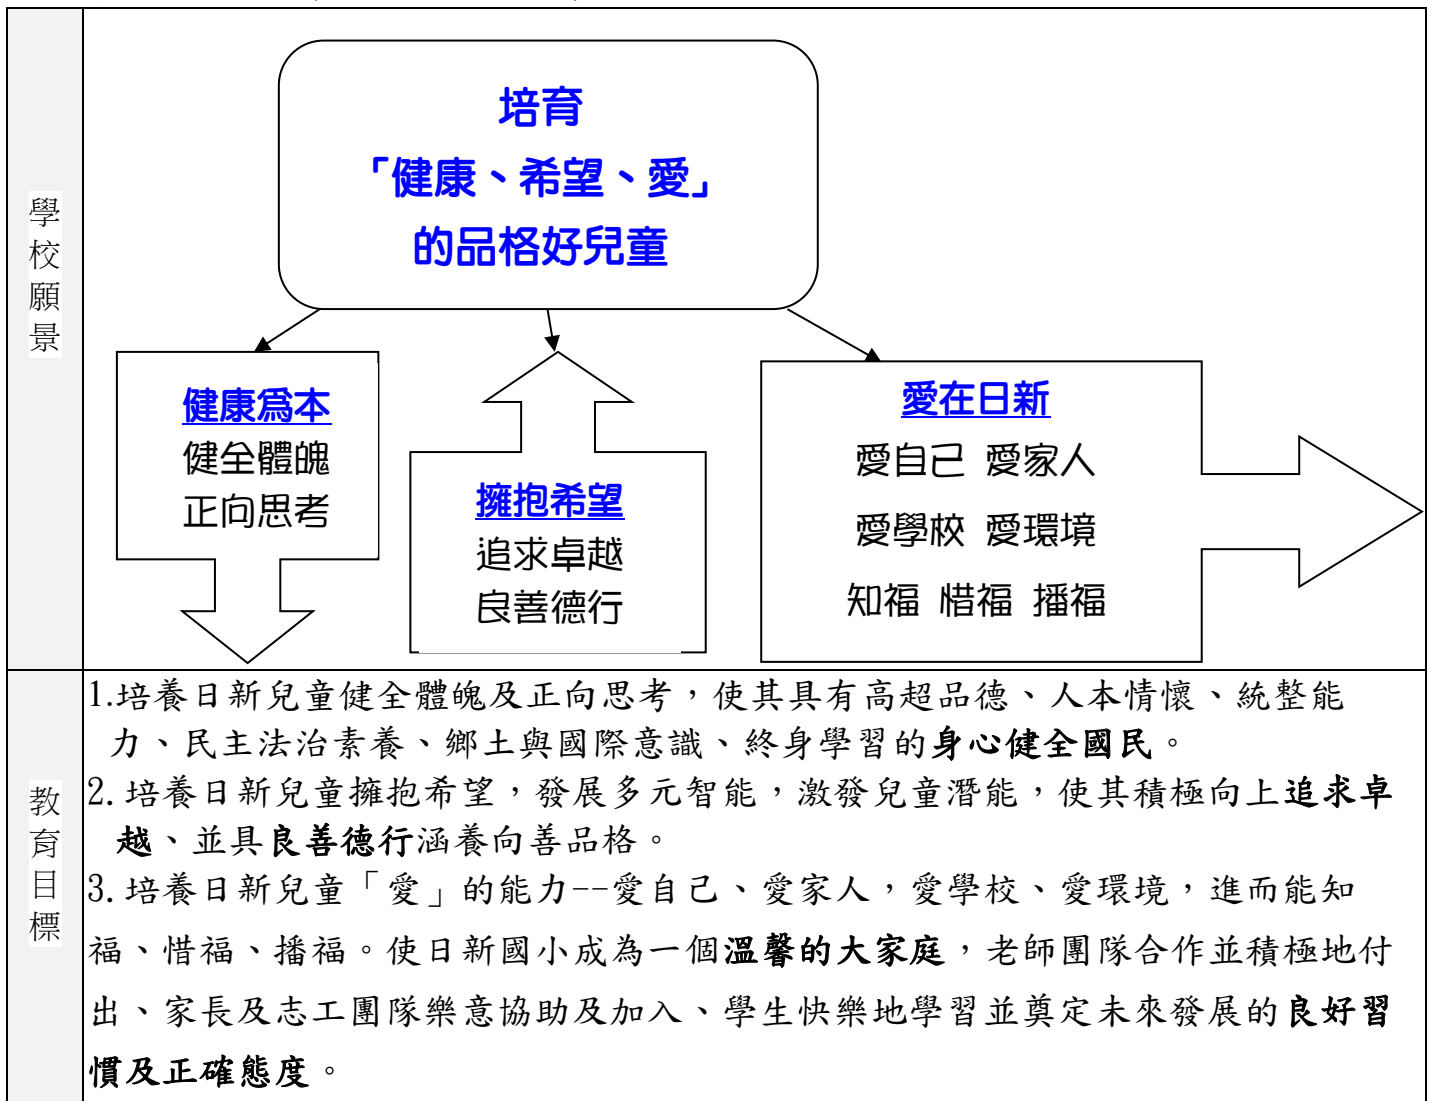 學校願景
培育
「健康、希望、愛」
的品格好兒童
健康為本
健全體魄
正向思考
擁抱希望
追求卓越
良善德行
愛在日新
愛自己 愛家人
愛學校 愛環境
知福 惜福 播福
教育目標
1.培養日新兒童健全體魄及正向思考，使其具有高超品德、人本情懷、統整能
力、民主法治素養、鄉土與國際意識、終身學習的身心健全國民。
2.培養日新兒童擁抱希望，發展多元智能，激發兒童潛能，使其積極向上追求卓
越、並具良善德行涵養向善品格。
3.培養日新兒童「愛」的能力--愛自己、愛家人，愛學校、愛環境，進而能知
福、惜福、播福。使日新國小成為一個溫馨的大家庭，老師團隊合作並積極地付
出、家長及志工團隊樂意協助及加入、學生快樂地學習並奠定未來發展的良好習
慣及正確態度。